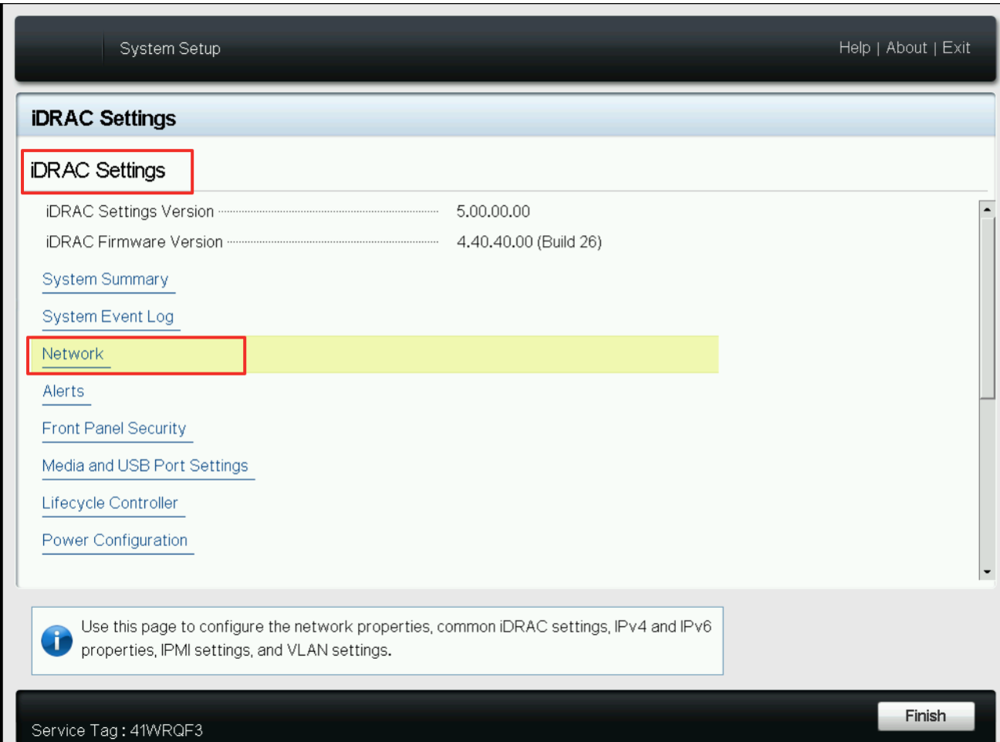 System Setup
Help | About | Exit
iDRAC Settings
iDRAC Settings
iDRAC Settings Version 5.00.00.00
iDRAC Firmware Version 4.40.40.00 (Build 26)
System Summary
System Event Log
Network
Alerts
Front Panel Security
Media and USB Port Settings
Lifecycle Controller
Power Configuration
Use this page to configure the network properties, common iDRAC settings, IPv4 and IPv6
properties, IPMI settings, and VLAN settings.
Service Tag : 41WRQF3
Finish